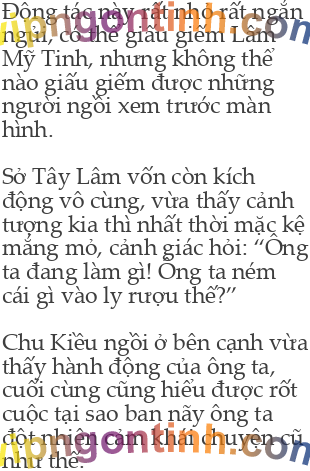 Động tác này rất nhỏ rất ngắn
ngủi, có thể giấu giếm Lam
Mỹ Tinh, nhưng không thể
nào giấu giếm được những
người ngồi xem trước màn
hình.
Sở Tây Lâm vốn còn kích
động vô cùng, vừa thấy cảnh
tượng kia thì nhất thời mặc kệ
mắng mỏ, cảnh giác hỏi: “Ông
ta đang làm gì! Ông ta ném
cái gì vào ly rượu thế?”
Chu Kiều ngồi ở bên cạnh vừa
thấy hành động của ông ta,
cuối cùng cũng hiểu được rốt
cuộc tại sao ban nãy ông ta
đột nhiên cảm khái chuyện cũ
như thế.
vipngontinh.com
vipngontinh.com